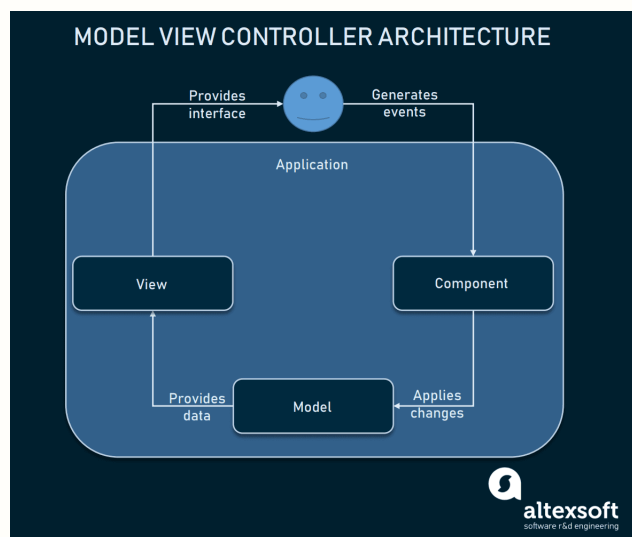 MODEL VIEW CONTROLLER ARCHITECTURE
Provides
interface
Generates
events
Application
View
Component
Provides
data
Model
Applies
changes
altexsoft
software r&d engineering